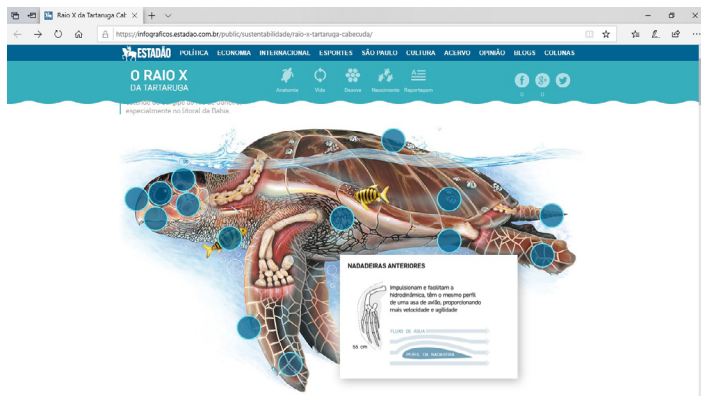 Raio X da Tartaruga Cab
https://infograficos.estadao.com.br/public/sustentabilidade/raio-x-tartaruga-cabecuda/
ESTADÃO POLÍTICA ECONOMIA INTERNACIONAL ESPORTES SÃO PAULO CULTURA ACERVO OPINIÃO BLOGS COLUNAS
O RAIO X
DA TARTARUGA
Anatomia Vida Desova Nascimento Reportagem
0 0
especialmente no litoral da Bahia
NADADEIRAS ANTERIORES
Impulsionam e facilitam a
hidrodinâmica, têm o mesmo perfil
de uma asa de avião, proporcionando
mais velocidade e agilidade
FLUXO DE ÁGUA
55 cm
PERFIL DA NADADEIRA